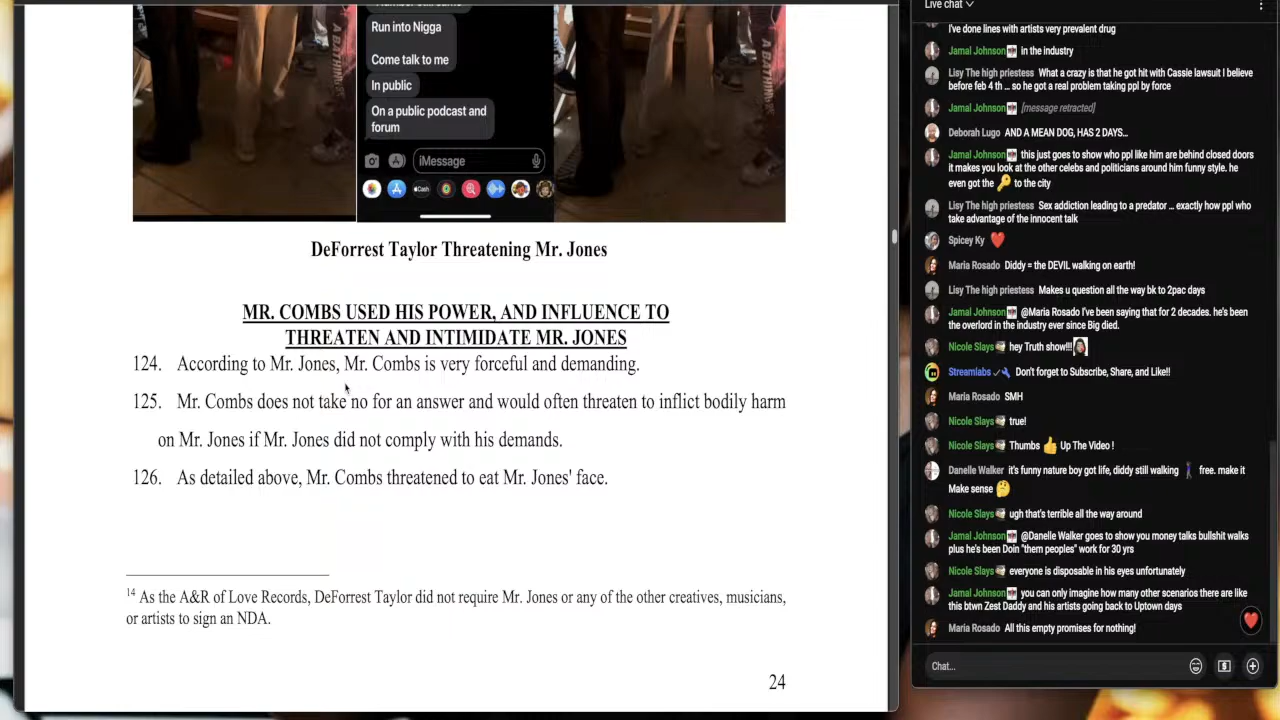 Run into Nigga
Come talk to me
In public
On a public podcast and
forum
iMessage
Cash
A BATHING
DeForrest Taylor Threatening Mr. Jones
MR. COMBS USED HIS POWER, AND INFLUENCE TO
THREATEN AND INTIMIDATE MR. JONES
124. According to Mr. Jones, Mr. Combs is very forceful and demanding.
125. Mr. Combs does not take no for an answer and would often threaten to inflict bodily harm
on Mr. Jones if Mr. Jones did not comply with his demands.
126. As detailed above, Mr. Combs threatened to eat Mr. Jones' face.
14 As the A&R of Love Records, DeForrest Taylor did not require Mr. Jones or any of the other creatives, musicians,
or artists to sign an NDA.
24
Live chat
I've done lines with artists very prevalent drug
Jamal Johnson in the industry
Lisy The high priestess What a crazy is that he got hit with Cassie lawsuit I believe
before feb 4 th ... so he got a real problem taking ppl by force
Jamal Johnson [message retracted]
Deborah Lugo AND A MEAN DOG, HAS 2 DAYS...
Jamal Johnson this just goes to show who ppl like him are behind closed doors
it makes you look at the other celebs and politicians around him funny style. he
even got the 🔑 to the city
Lisy The high priestess Sex addiction leading to a predator ... exactly how ppl who
take advantage of the innocent talk
Spicey Ky ❤️
Maria Rosado Diddy = the DEVIL walking on earth!
Lisy The high priestess Makes u question all the way bk to 2pac days
Jamal Johnson @Maria Rosado I've been saying that for 2 decades. he's been
the overlord in the industry ever since Big died.
Nicole Slays hey Truth show!!!
Streamlabs Don't forget to Subscribe, Share, and Like!!
Maria Rosado SMH
Nicole Slays true!
Nicole Slays Thumbs 👍 Up The Video !
Danelle Walker it's funny nature boy got life, diddy still walking 🚶 free. make it
Make sense 🤔
Nicole Slays ugh that's terrible all the way around
Jamal Johnson @Danelle Walker goes to show you money talks bullshit walks
plus he's been Doin "them peoples" work for 30 yrs
Nicole Slays everyone is disposable in his eyes unfortunately
Jamal Johnson you can only imagine how many other scenarios there are like
this btwn Zest Daddy and his artists going back to Uptown days
Maria Rosado All this empty promises for nothing!
Chat...